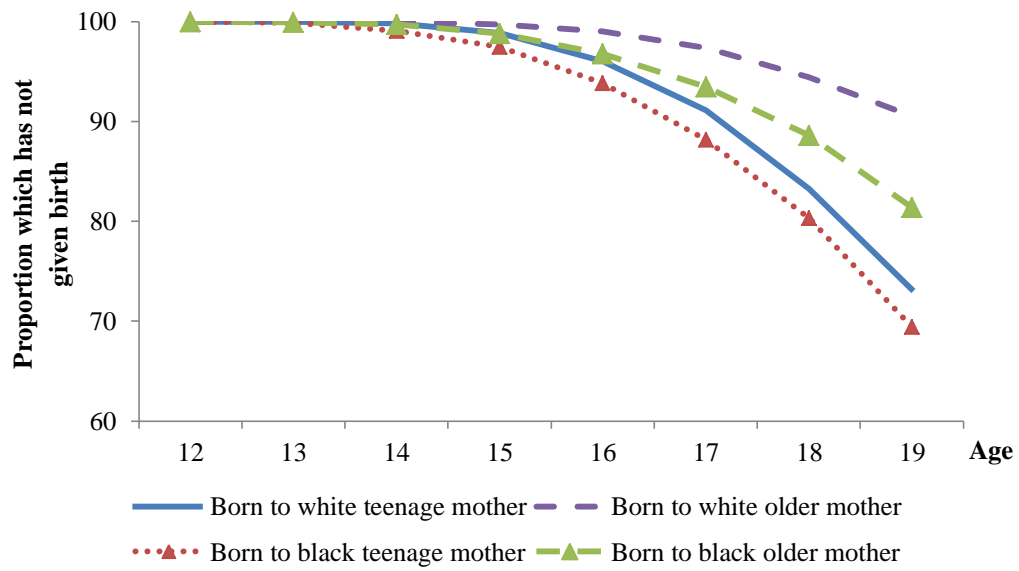 Proportion which has not
given birth
100
90
80
70
60
12 13 14 15 16 17 18 19 Age
Born to white teenage mother Born to white older mother
Born to black teenage mother Born to black older mother